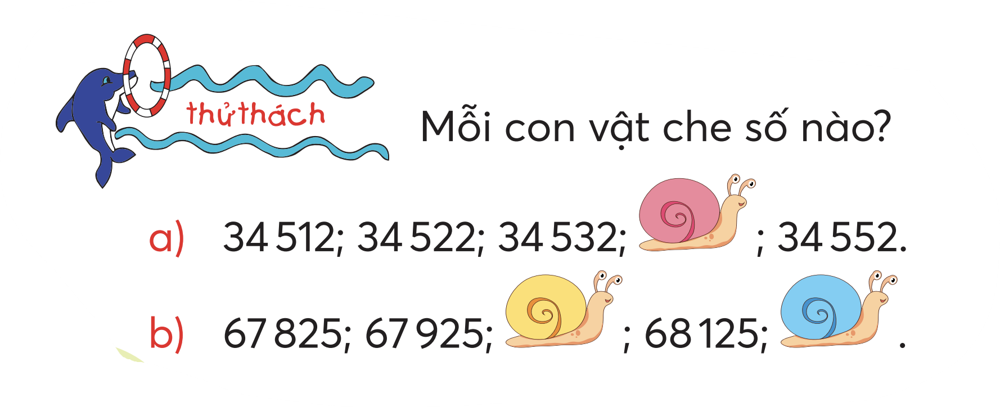 thử thách
Mỗi con vật che số nào?
a) 34 512; 34 522; 34 532; ; 34 552.
b) 67 825; 67 925; ; 68 125; .